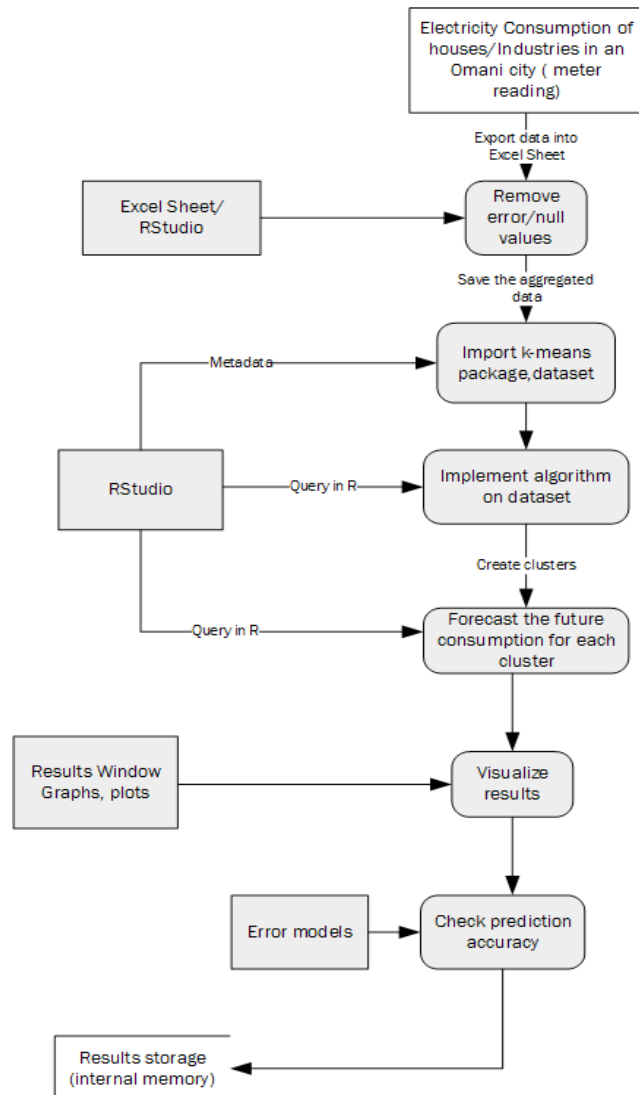 Electricity Consumption of
houses/Industries in an
Omani city ( meter
reading)
Export data into
Excel Sheet
Excel Sheet/
RStudio
Remove
error/null
values
Save the aggregated
data
Metadata
Import k-means
package,dataset
RStudio
Query in R
Implement algorithm
on dataset
Create clusters
Query in R
Forecast the future
consumption for each
cluster
Results Window
Graphs, plots
Visualize
results
Error models
Check prediction
accuracy
Results storage
(internal memory)